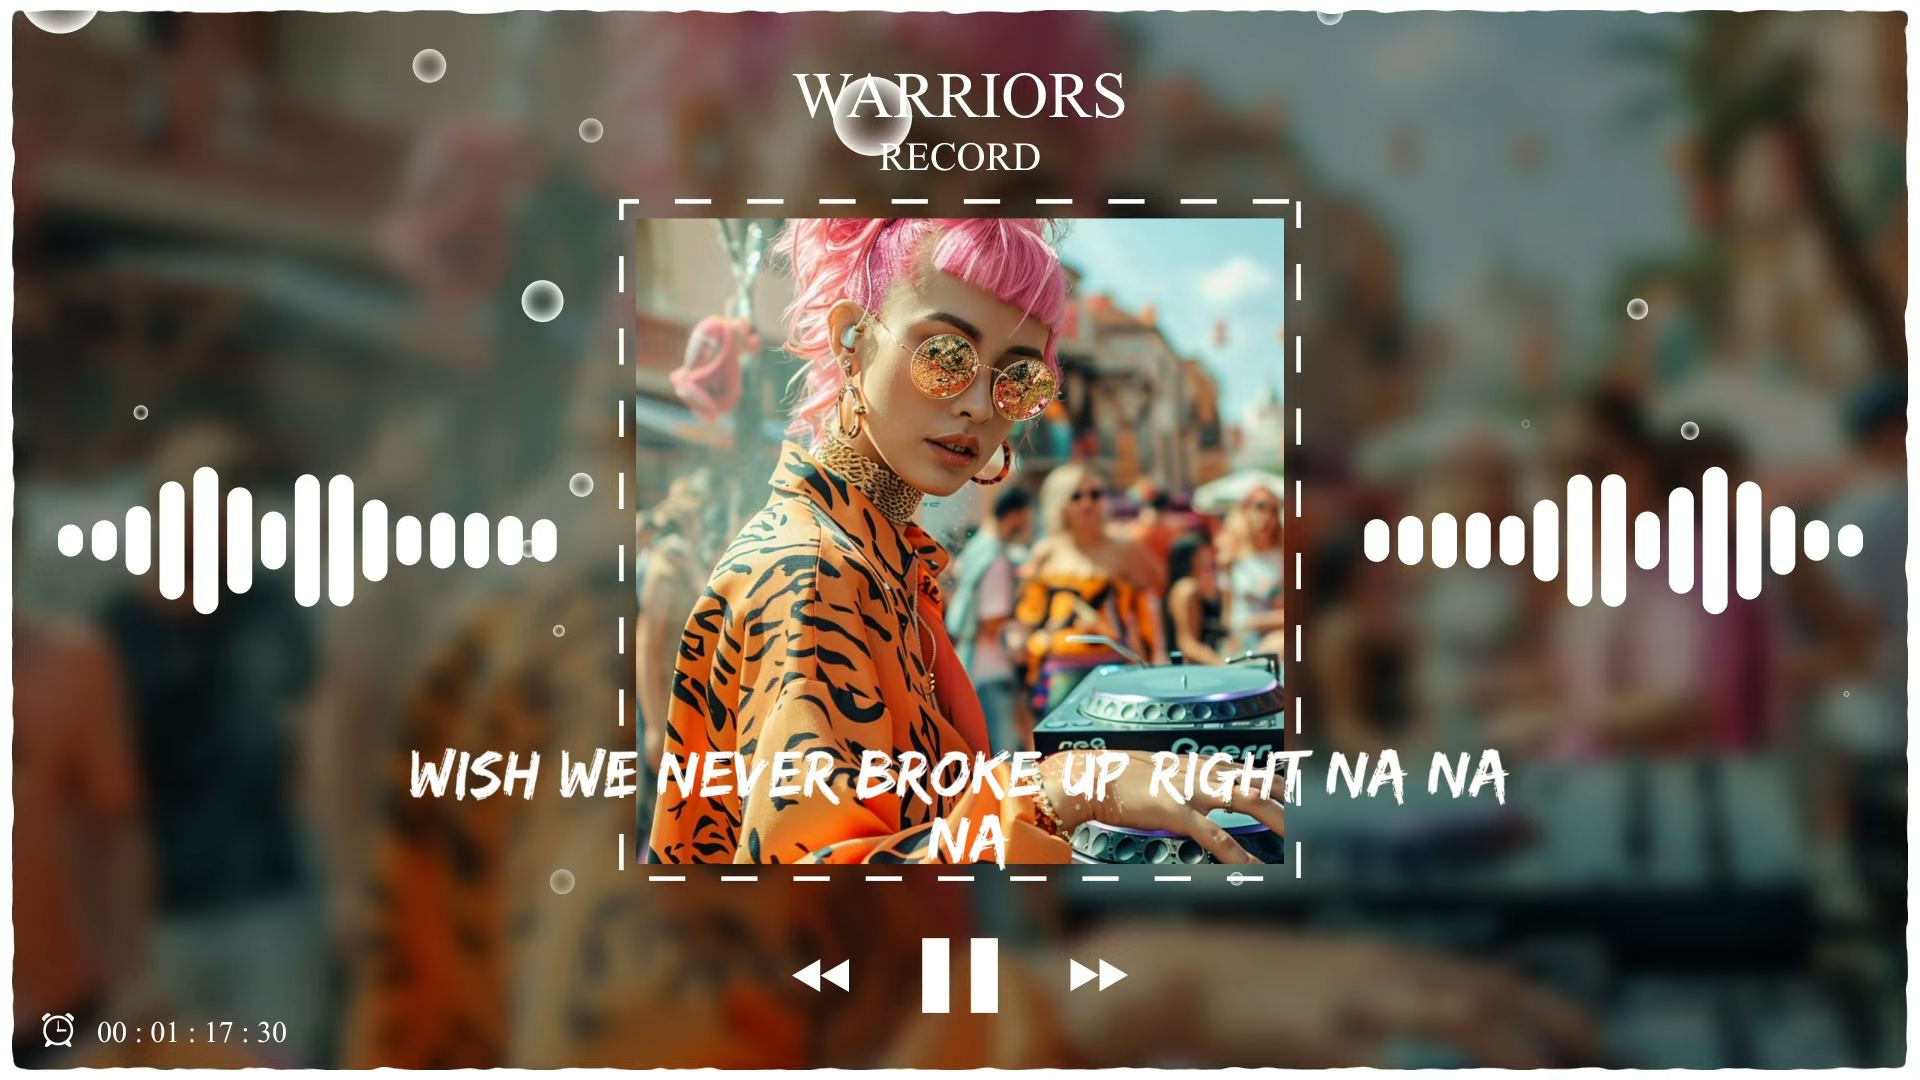 WARRIORS
RECORD
WISH WE NEVER BROKE UP RIGHT NA NA
NA
00 : 01 : 17 : 30